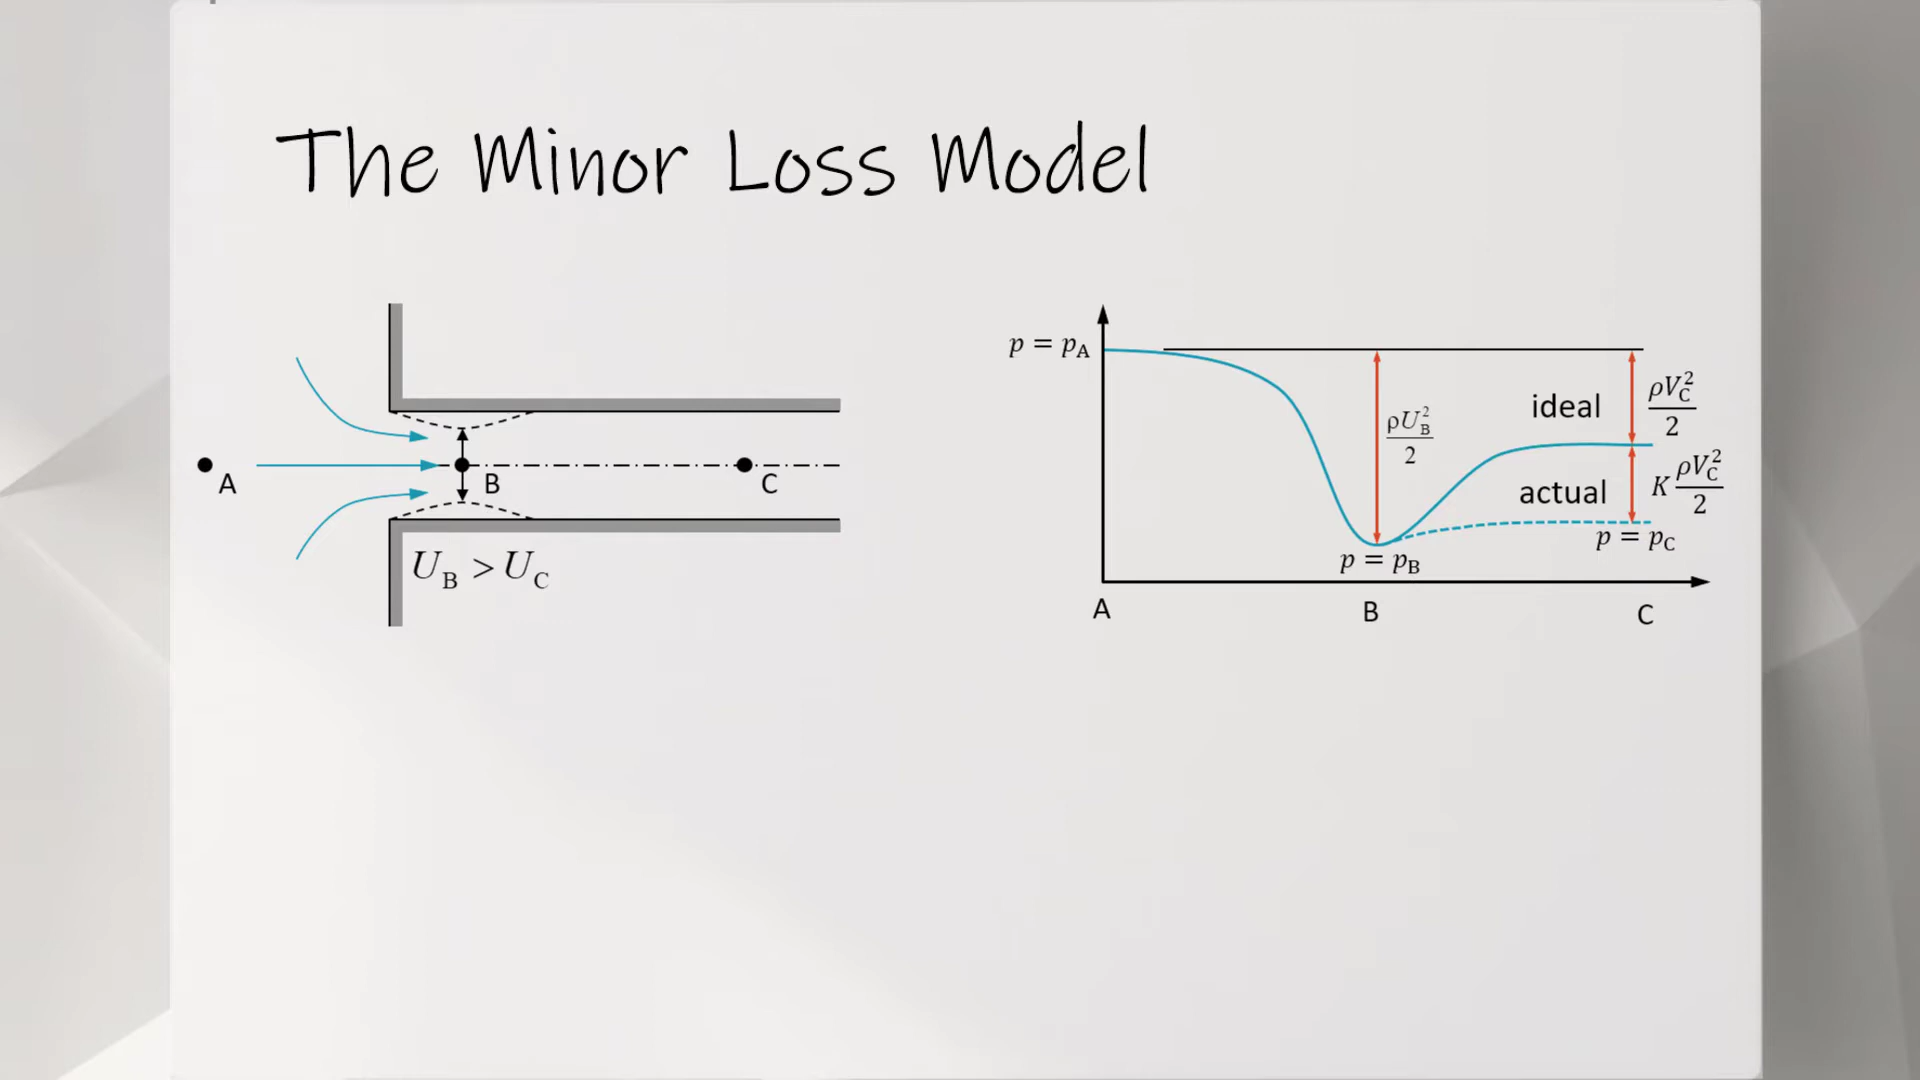 The Minor Loss Model
A
B
C
U_B > U_C
p = p_A
ρU_B^2/2
ideal
ρV_C^2/2
actual
K ρV_C^2/2
p = p_C
p = p_B
A
B
C